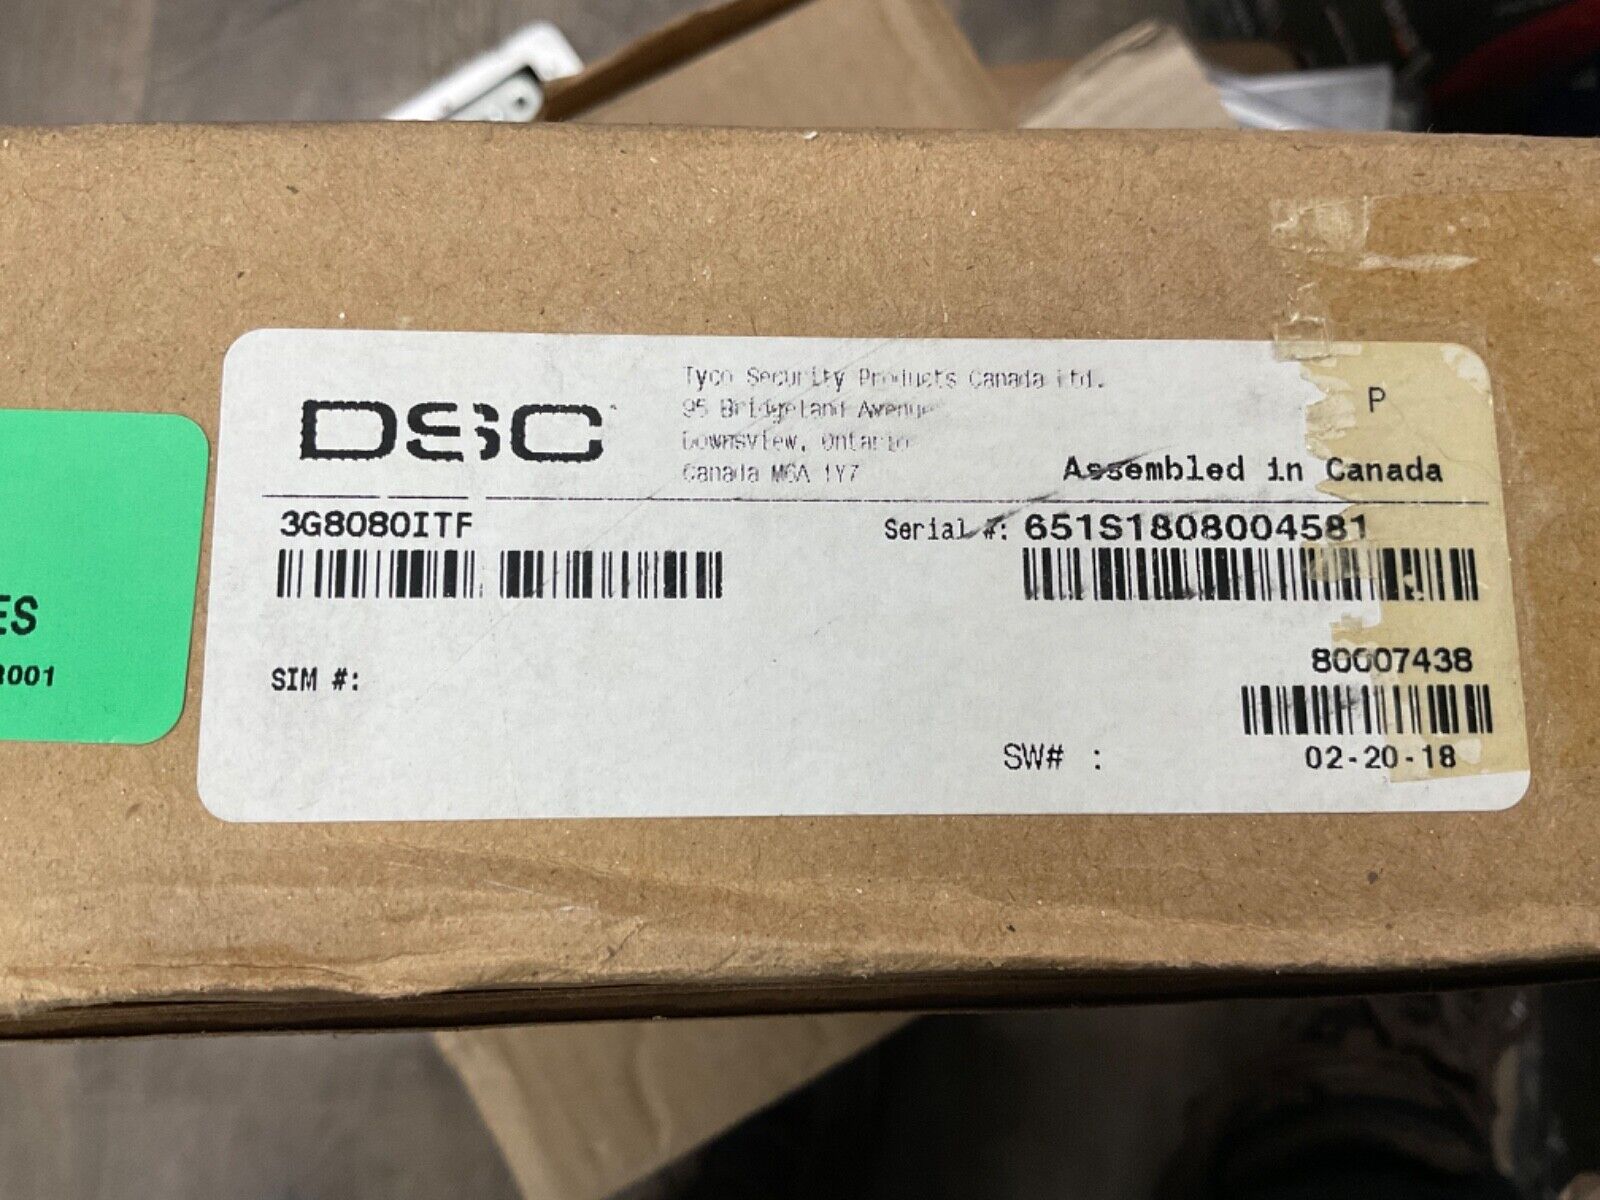 DSC
Tyco Security Products Canada Ltd.
95 Bridgeland Avenue
Downsview, Ontario
Canada M6A 1Y7
P
Assembled in Canada
3G8080ITF
Serial #: 651S1808004581
80007438
SIM #:
SW# :
02-20-18
ES
001